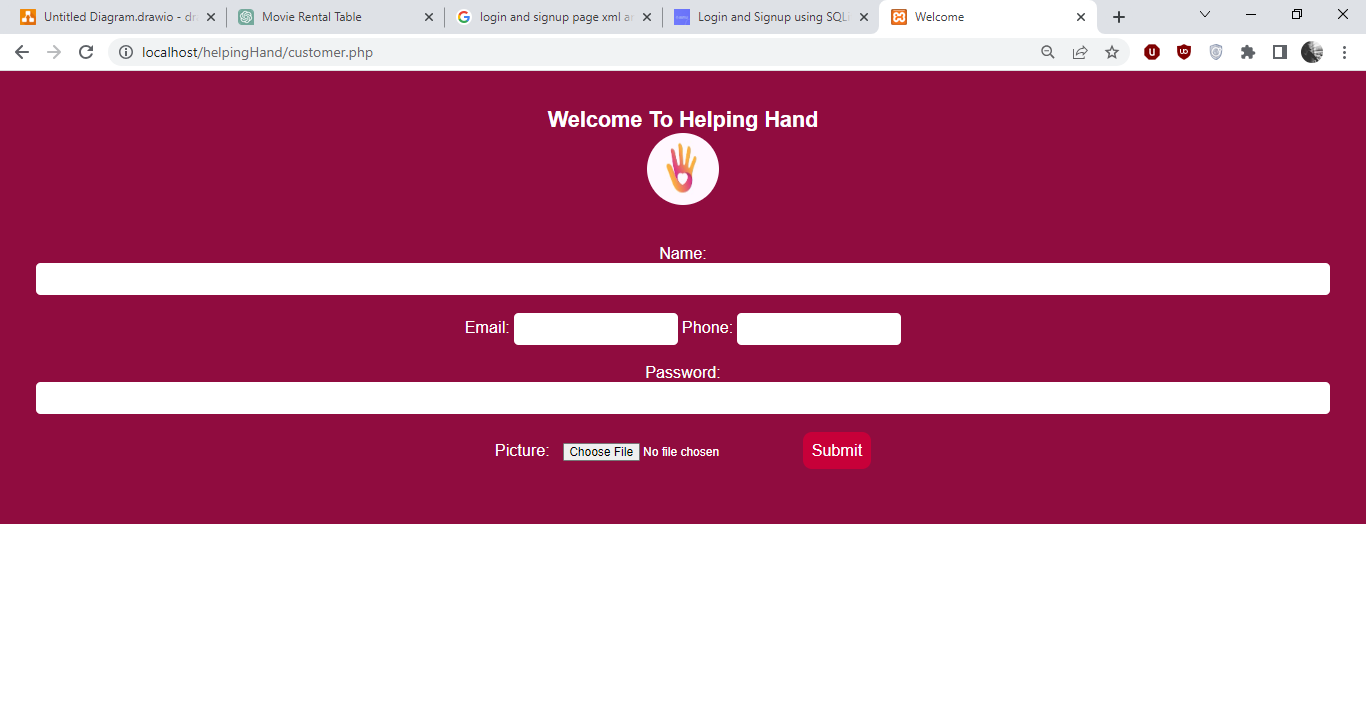 Untitled Diagram.drawio - dr
Movie Rental Table
login and signup page xml an
Login and Signup using SQLi
Welcome
localhost/helpingHand/customer.php
Welcome To Helping Hand
Name:
Email: Phone:
Password:
Picture: Choose File No file chosen Submit